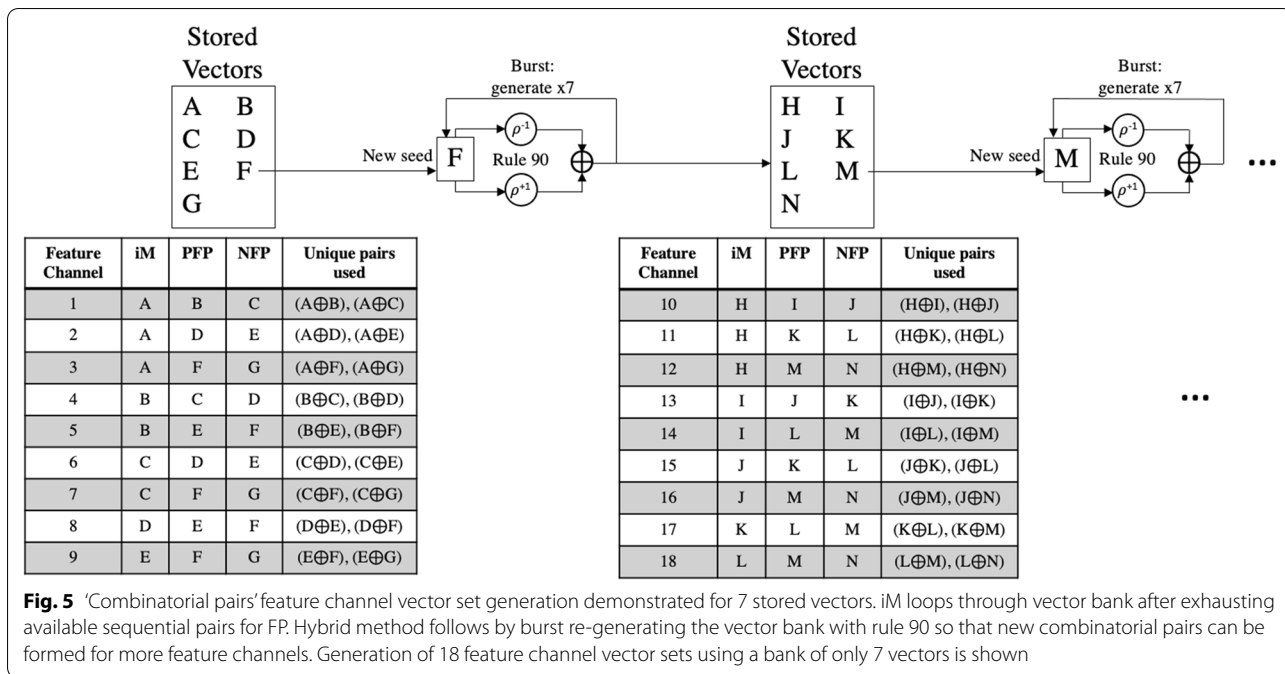 Stored
Vectors
A B
C D
E F
G
New seed
F
Burst:
generate x7
ρ⁻¹
Rule 90
ρ⁺¹
⊕
Stored
Vectors
H I
J K
L M
N
New seed
M
Burst:
generate x7
ρ⁻¹
Rule 90
ρ⁺¹
⊕
...
Feature Channel iM PFP NFP Unique pairs used
1 A B C (A⊕B), (A⊕C)
2 A D E (A⊕D), (A⊕E)
3 A F G (A⊕F), (A⊕G)
4 B C D (B⊕C), (B⊕D)
5 B E F (B⊕E), (B⊕F)
6 C D E (C⊕D), (C⊕E)
7 C F G (C⊕F), (C⊕G)
8 D E F (D⊕E), (D⊕F)
9 E F G (E⊕F), (E⊕G)
Feature Channel iM PFP NFP Unique pairs used
10 H I J (H⊕I), (H⊕J)
11 H K L (H⊕K), (H⊕L)
12 H M N (H⊕M), (H⊕N)
13 I J K (I⊕J), (I⊕K)
14 I L M (I⊕L), (I⊕M)
15 J K L (J⊕K), (J⊕L)
16 J M N (J⊕M), (J⊕N)
17 K L M (K⊕L), (K⊕M)
18 L M N (L⊕M), (L⊕N)
...
Fig. 5 'Combinatorial pairs' feature channel vector set generation demonstrated for 7 stored vectors. iM loops through vector bank after exhausting
available sequential pairs for FP. Hybrid method follows by burst re-generating the vector bank with rule 90 so that new combinatorial pairs can be
formed for more feature channels. Generation of 18 feature channel vector sets using a bank of only 7 vectors is shown